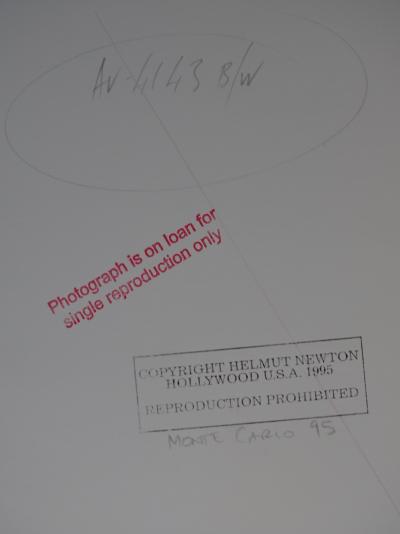 AV-4143 B/W
Photograph is on loan for
single reproduction only
COPYRIGHT HELMUT NEWTON
HOLLYWOOD U.S.A. 1995
REPRODUCTION PROHIBITED
MONTE CARLO 95